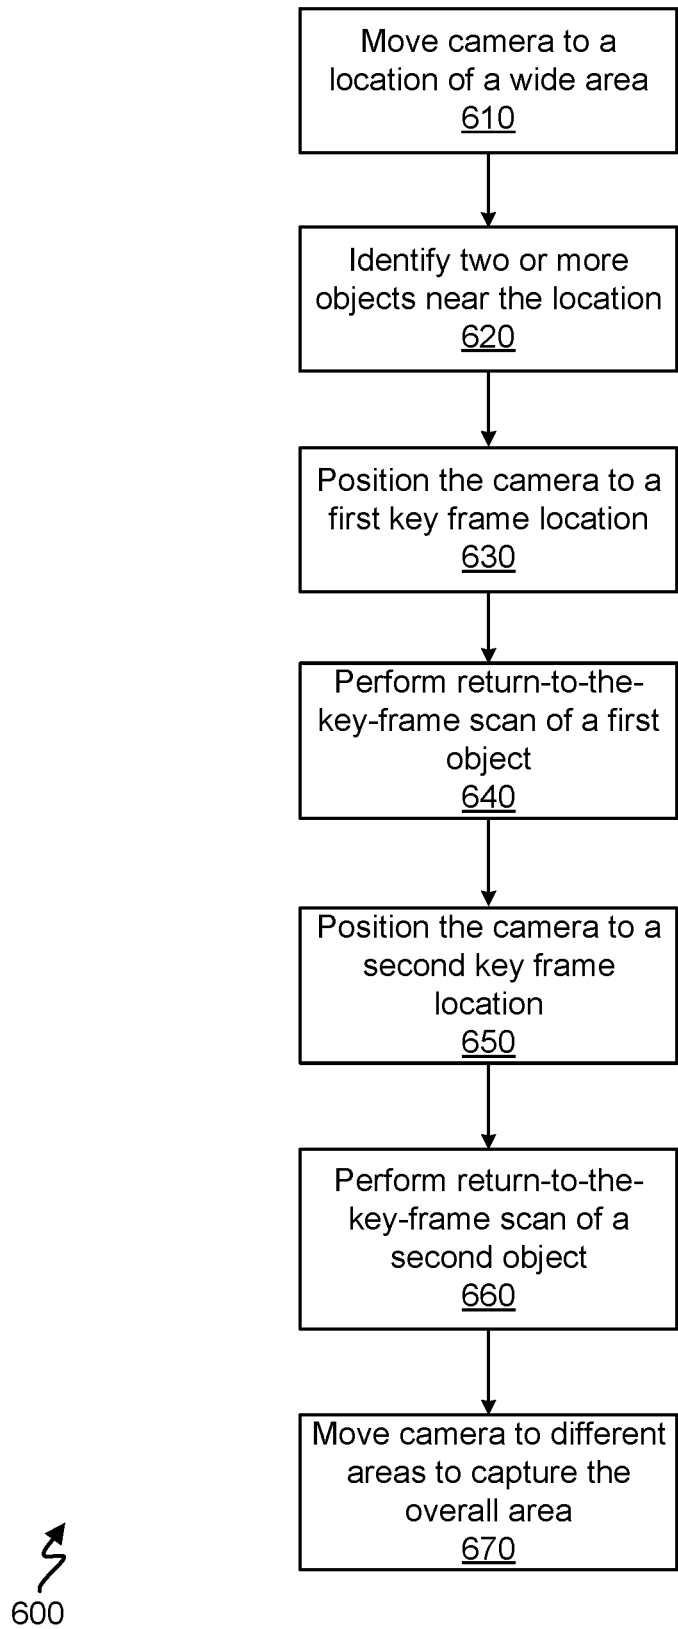 Move camera to a
location of a wide area
610
Identify two or more
objects near the location
620
Position the camera to a
first key frame location
630
Perform return-to-the-
key-frame scan of a first
object
640
Position the camera to a
second key frame
location
650
Perform return-to-the-
key-frame scan of a
second object
660
Move camera to different
areas to capture the
overall area
670
600